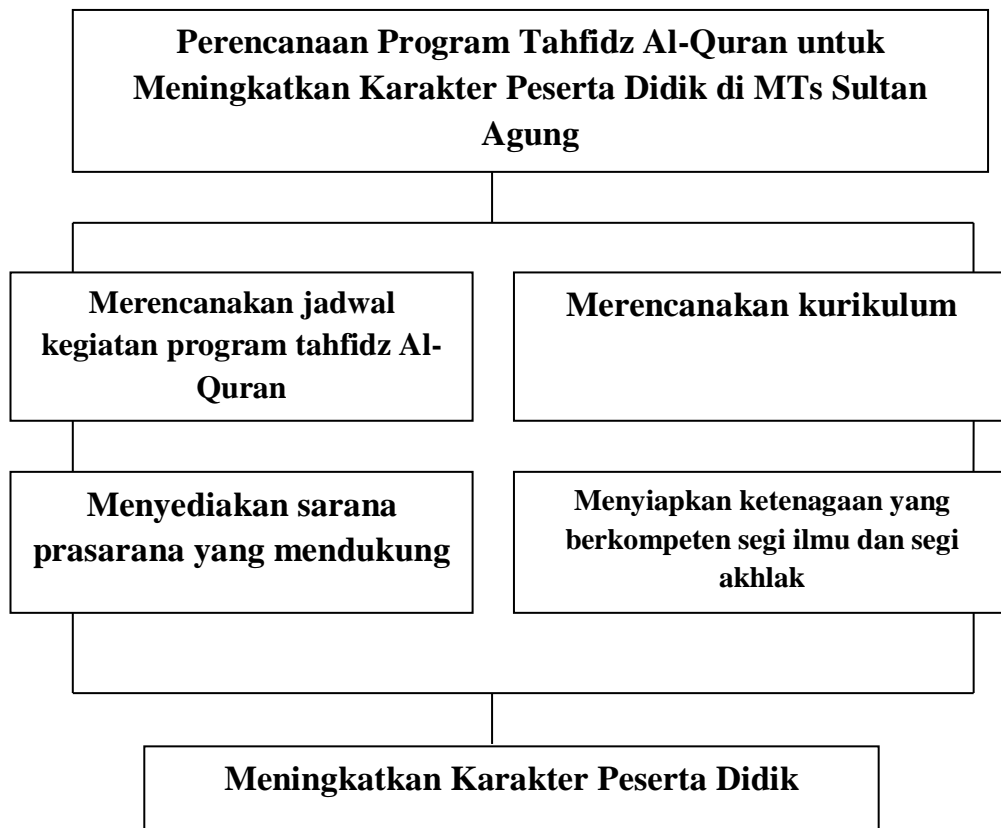 Perencanaan Program Tahfidz Al-Quran untuk
Meningkatkan Karakter Peserta Didik di MTs Sultan
Agung
Merencanakan jadwal
kegiatan program tahfidz Al-
Quran
Merencanakan kurikulum
Menyediakan sarana
prasarana yang mendukung
Menyiapkan ketenagaan yang
berkompeten segi ilmu dan segi
akhlak
Meningkatkan Karakter Peserta Didik